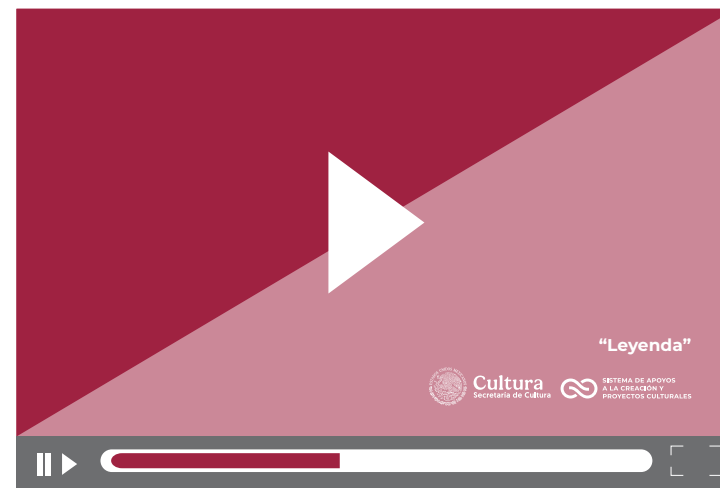 “Leyenda”
Cultura
Secretaría de Cultura
SISTEMA DE APOYOS
A LA CREACIÓN Y
PROYECTOS CULTURALES